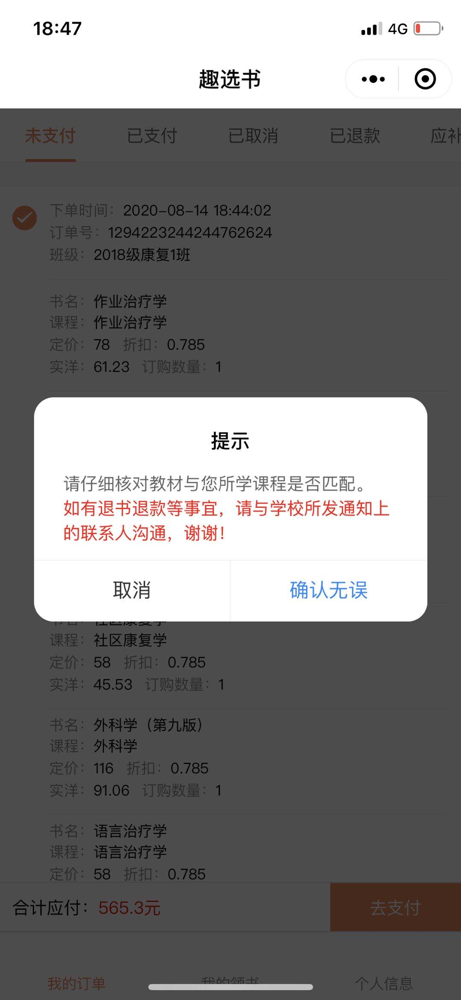 18:47
4G
趣选书
未支付 已支付 已取消 已退款 应补
下单时间：2020-08-14 18:44:02
订单号：1294223244244762624
班级：2018级康复1班
书名：作业治疗学
课程：作业治疗学
定价：78 折扣：0.785
实洋：61.23 订购数量：1
提示
请仔细核对教材与您所学课程是否匹配。
如有退书退款等事宜，请与学校所发通知上
的联系人沟通，谢谢！
取消 确认无误
书名：社区康复学
课程：社区康复学
定价：58 折扣：0.785
实洋：45.53 订购数量：1
书名：外科学（第九版）
课程：外科学
定价：116 折扣：0.785
实洋：91.06 订购数量：1
书名：语言治疗学
课程：语言治疗学
定价：58 折扣：0.785
合计应付：565.3元 去支付
我的订单 我的领书 个人信息